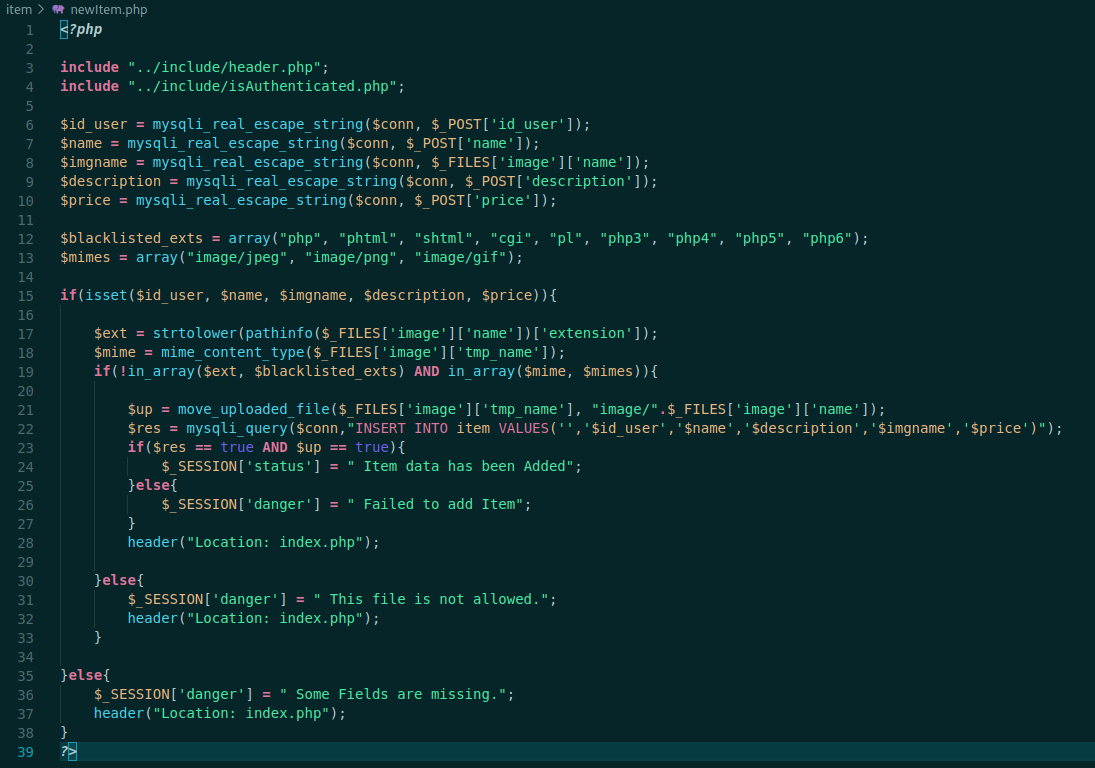 item > newItem.php
1 <?php
2
3 include "../include/header.php";
4 include "../include/isAuthenticated.php";
5
6 $id_user = mysqli_real_escape_string($conn, $_POST['id_user']);
7 $name = mysqli_real_escape_string($conn, $_POST['name']);
8 $imgname = mysqli_real_escape_string($conn, $_FILES['image']['name']);
9 $description = mysqli_real_escape_string($conn, $_POST['description']);
10 $price = mysqli_real_escape_string($conn, $_POST['price']);
11
12 $blacklisted_exts = array("php", "phtml", "shtml", "cgi", "pl", "php3", "php4", "php5", "php6");
13 $mimes = array("image/jpeg", "image/png", "image/gif");
14
15 if(isset($id_user, $name, $imgname, $description, $price)){
16
17     $ext = strtolower(pathinfo($_FILES['image']['name'])['extension']);
18     $mime = mime_content_type($_FILES['image']['tmp_name']);
19     if(!in_array($ext, $blacklisted_exts) AND in_array($mime, $mimes)){
20
21         $up = move_uploaded_file($_FILES['image']['tmp_name'], "image/".$_FILES['image']['name']);
22         $res = mysqli_query($conn,"INSERT INTO item VALUES('','$id_user','$name','$description','$imgname','$price')");
23         if($res == true AND $up == true){
24             $_SESSION['status'] = " Item data has been Added";
25         }else{
26             $_SESSION['danger'] = " Failed to add Item";
27         }
28         header("Location: index.php");
29
30     }else{
31         $_SESSION['danger'] = " This file is not allowed.";
32         header("Location: index.php");
33     }
34
35 }else{
36     $_SESSION['danger'] = " Some Fields are missing.";
37     header("Location: index.php");
38 }
39 ?>